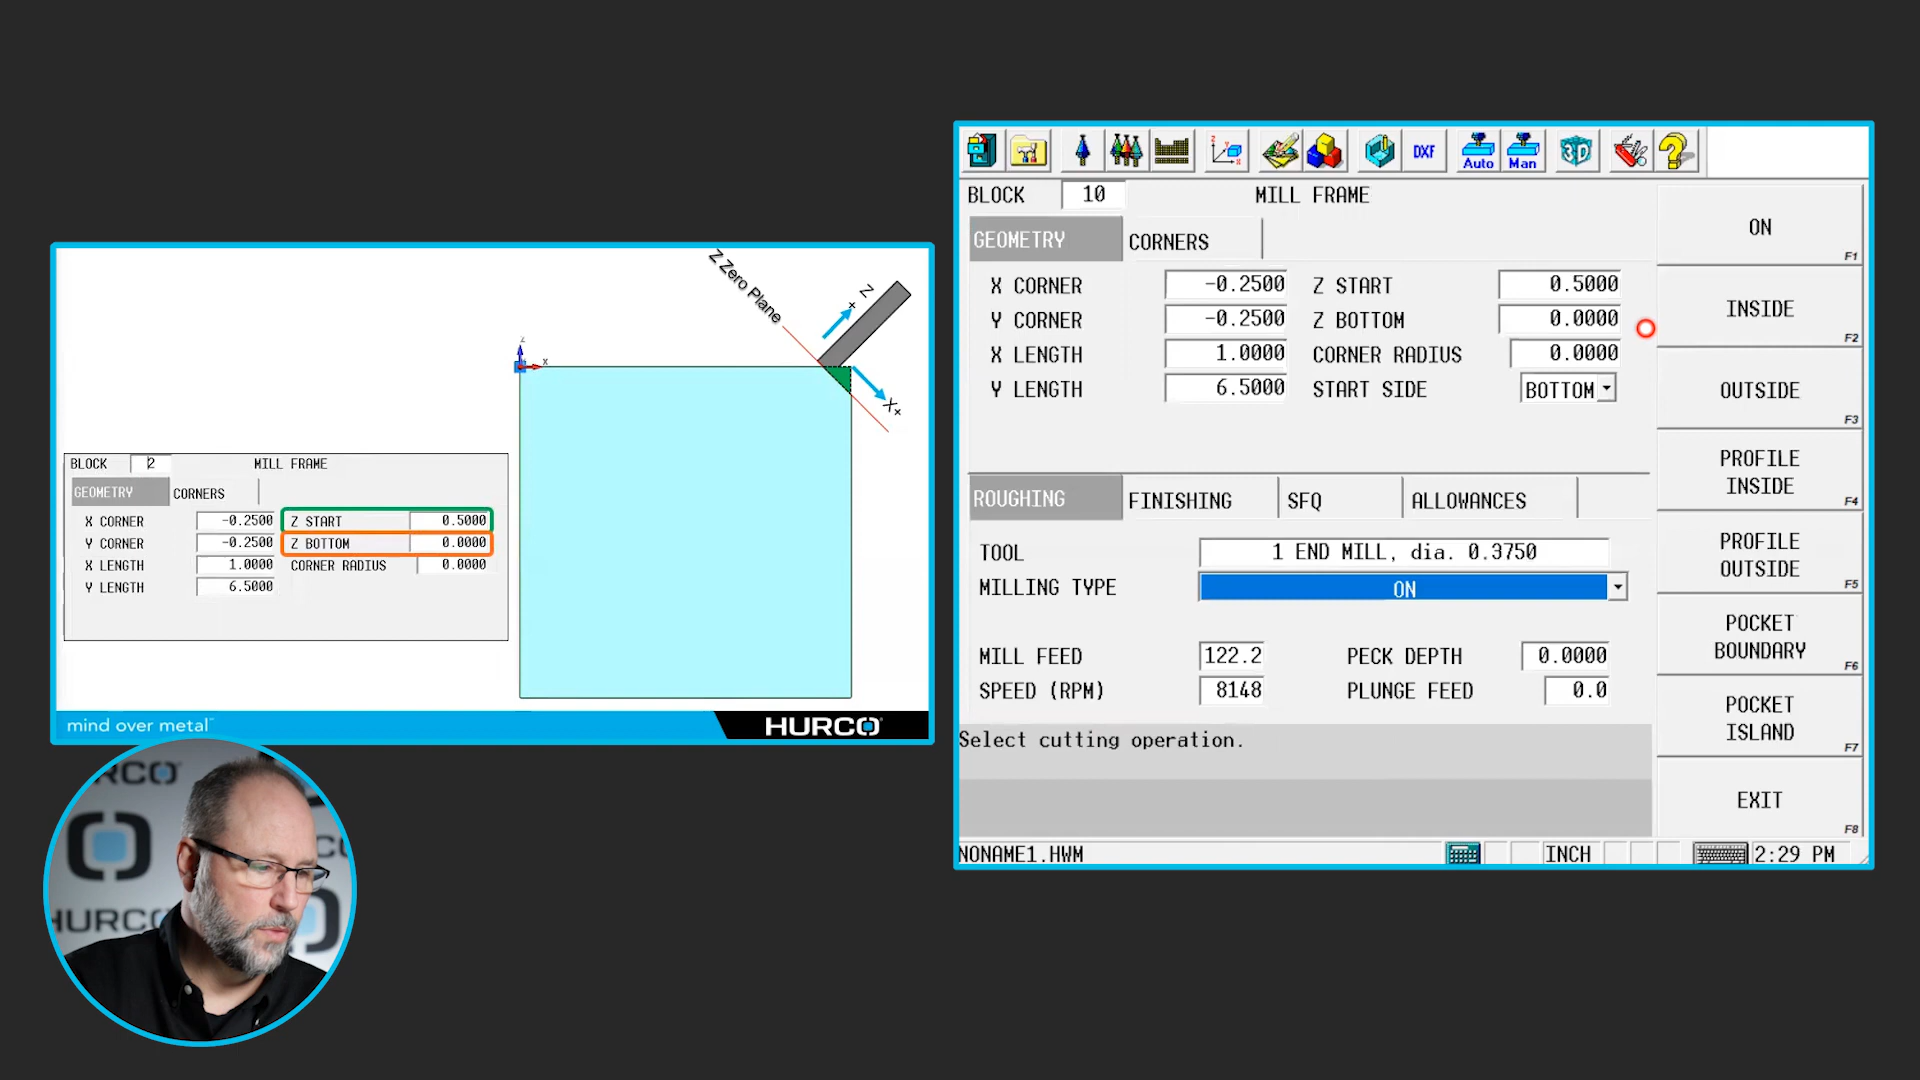 Z Zero Plane
Z +
X+
z
x
BLOCK 2 MILL FRAME
GEOMETRY CORNERS
X CORNER -0.2500 Z START 0.5000
Y CORNER -0.2500 Z BOTTOM 0.0000
X LENGTH 1.0000 CORNER RADIUS 0.0000
Y LENGTH 6.5000
mind over metal™ HURCO
HURCO
HURCO
Auto Man DXF 3D
BLOCK 10 MILL FRAME
GEOMETRY CORNERS
X CORNER -0.2500 Z START 0.5000
Y CORNER -0.2500 Z BOTTOM 0.0000
X LENGTH 1.0000 CORNER RADIUS 0.0000
Y LENGTH 6.5000 START SIDE BOTTOM
ROUGHING FINISHING SFQ ALLOWANCES
TOOL 1 END MILL, dia. 0.3750
MILLING TYPE ON
MILL FEED 122.2 PECK DEPTH 0.0000
SPEED (RPM) 8148 PLUNGE FEED 0.0
Select cutting operation.
NONAME1.HWM INCH 2:29 PM
ON F1
INSIDE F2
OUTSIDE F3
PROFILE
INSIDE F4
PROFILE
OUTSIDE F5
POCKET
BOUNDARY F6
POCKET
ISLAND F7
EXIT F8